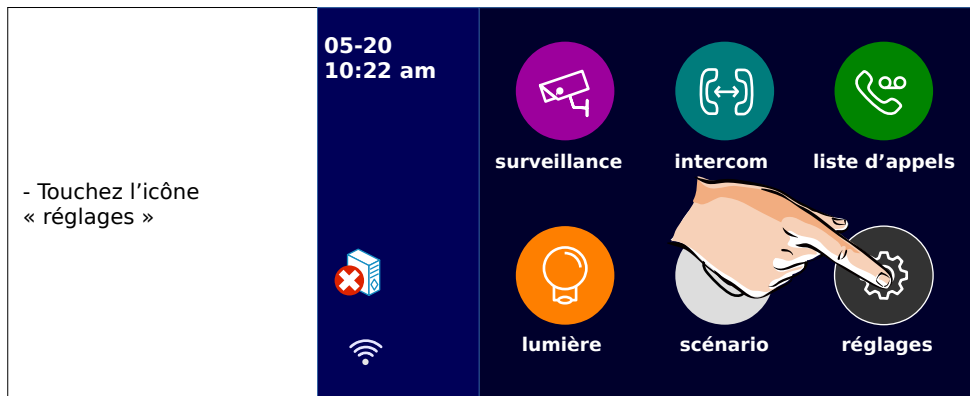 - Touchez l’icône
« réglages »
05-20
10:22 am
surveillance
intercom
liste d’appels
lumière
scénario
réglages